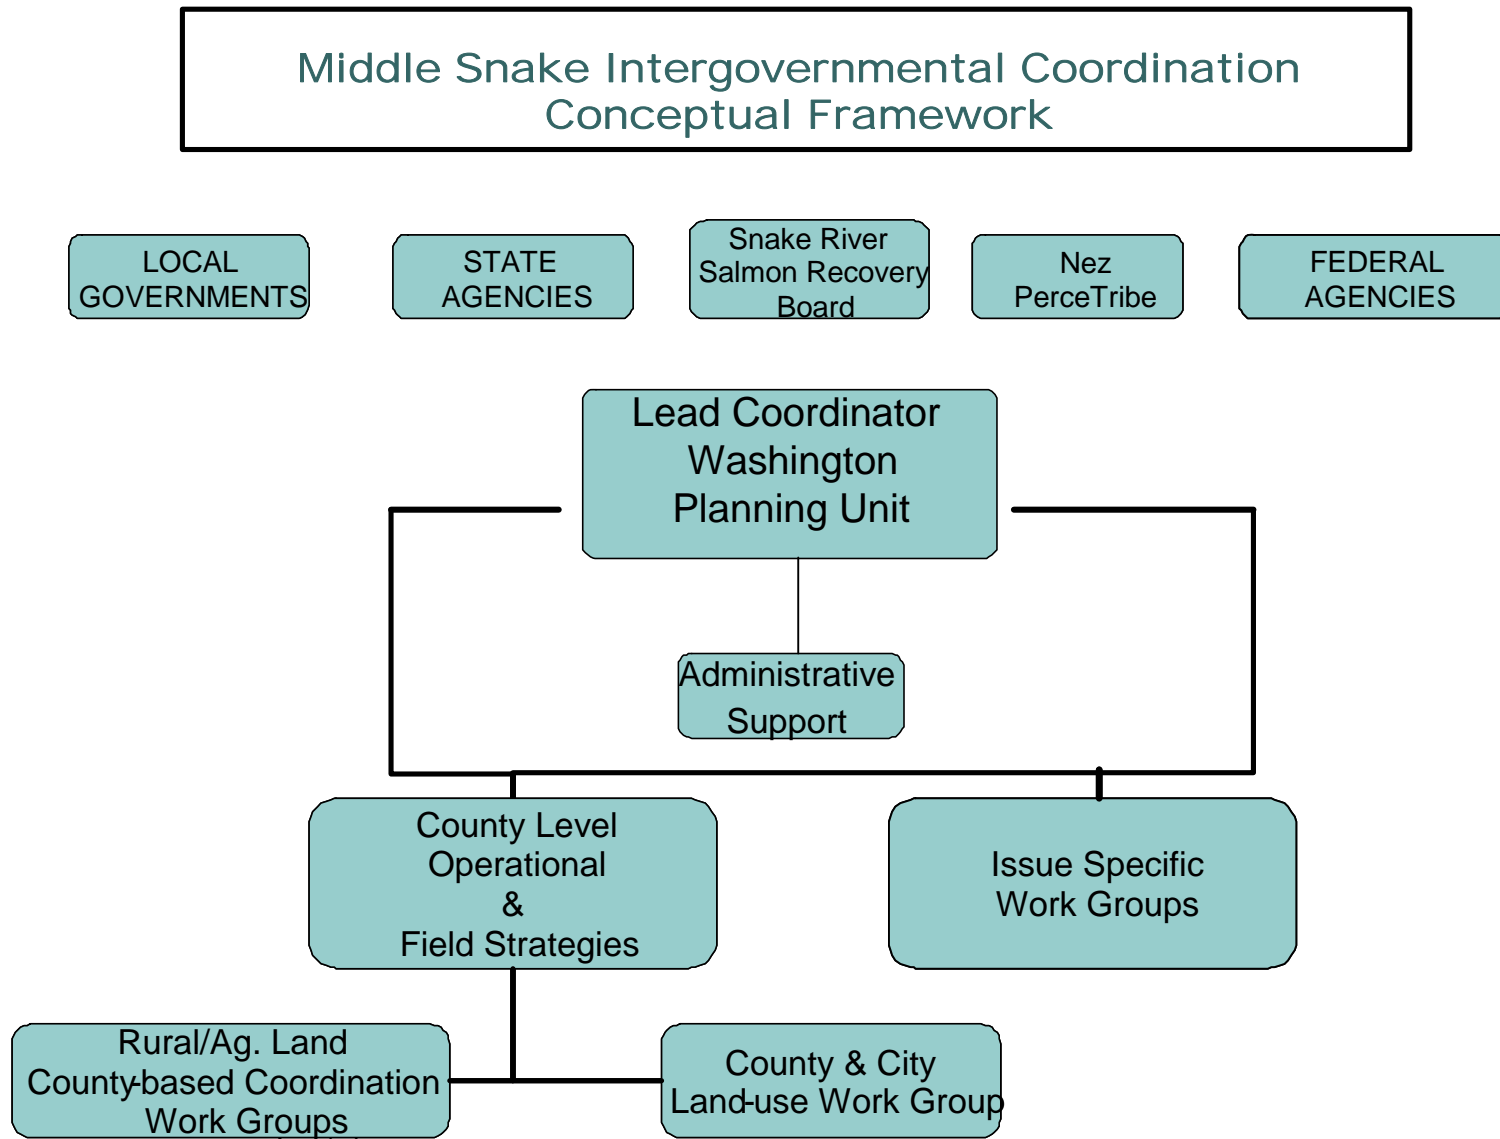 Middle Snake Intergovernmental Coordination
Conceptual Framework
LOCAL
GOVERNMENTS
STATE
AGENCIES
Snake River
Salmon Recovery
Board
Nez
PerceTribe
FEDERAL
AGENCIES
Lead Coordinator
Washington
Planning Unit
Administrative
Support
County Level
Operational
&
Field Strategies
Issue Specific
Work Groups
Rural/Ag. Land
County-based Coordination
Work Groups
County & City
Land-use Work Group